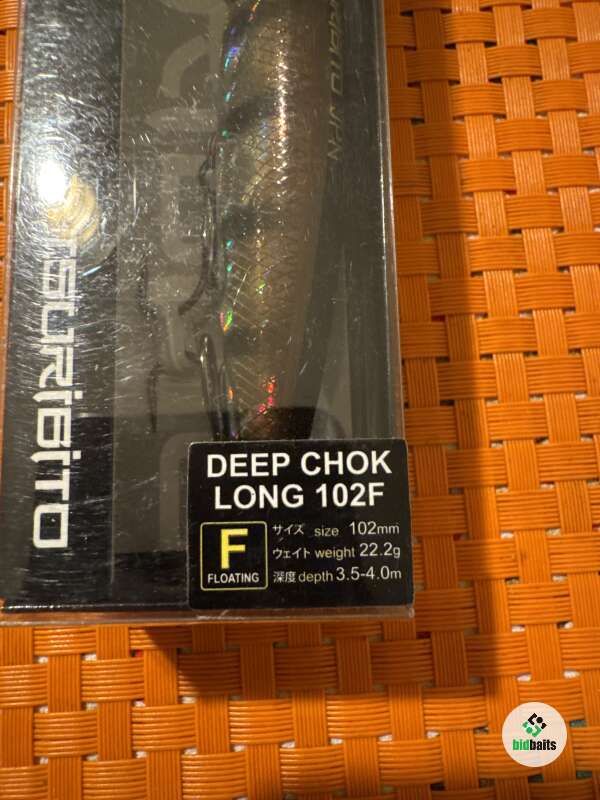 TSURIBITO
DEEP CHOK
LONG 102F
F
FLOATING
サイズ size 102mm
ウェイト weight 22.2g
深度 depth 3.5-4.0m
bidbaits